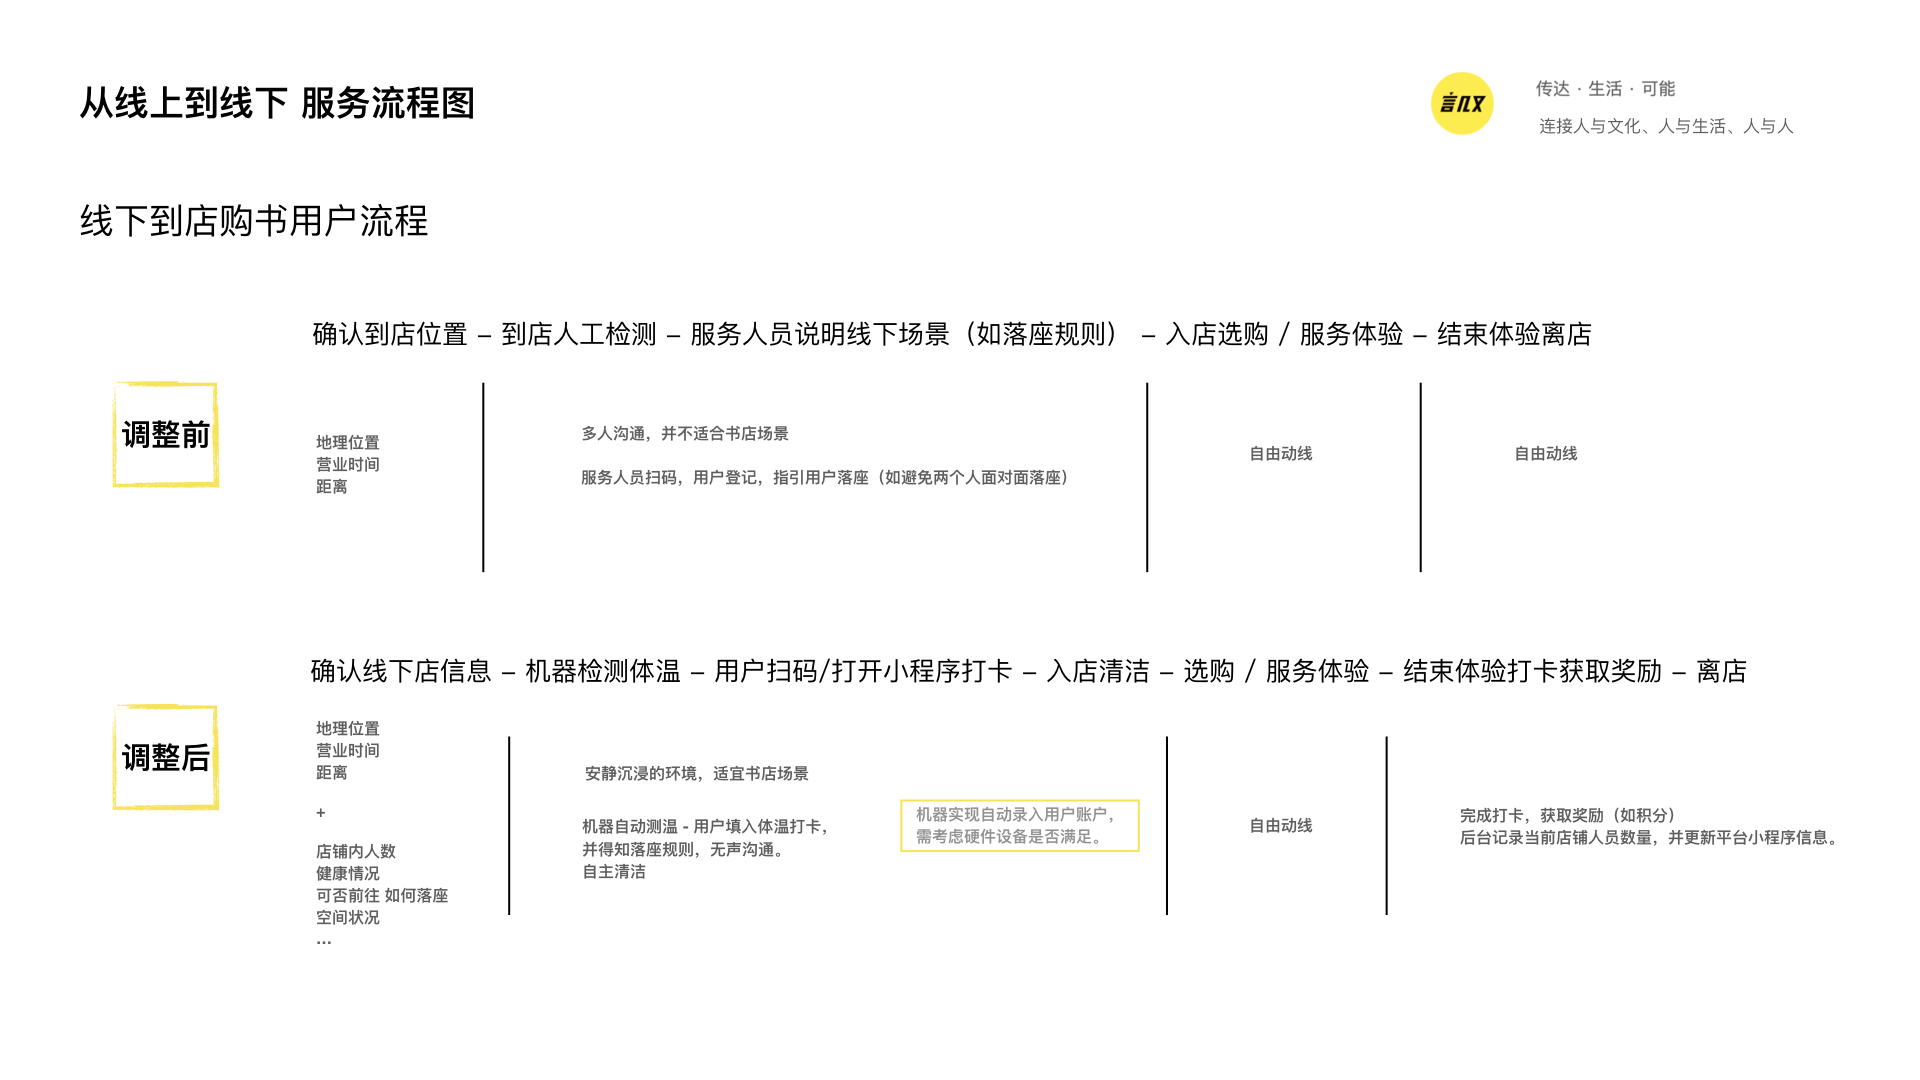 从线上到线下 服务流程图
言几又
传达 · 生活 · 可能
连接人与文化、人与生活、人与人
线下到店购书用户流程
确认到店位置 – 到店人工检测 – 服务人员说明线下场景（如落座规则） – 入店选购 / 服务体验 – 结束体验离店
调整前
地理位置
营业时间
距离
多人沟通，并不适合书店场景
服务人员扫码，用户登记，指引用户落座（如避免两个人面对面落座）
自由动线
自由动线
确认线下店信息 – 机器检测体温 – 用户扫码/打开小程序打卡 – 入店清洁 – 选购 / 服务体验 – 结束体验打卡获取奖励 – 离店
调整后
地理位置
营业时间
距离
+
店铺内人数
健康情况
可否前往 如何落座
空间状况
...
安静沉浸的环境，适宜书店场景
机器自动测温 - 用户填入体温打卡，
并得知落座规则，无声沟通。
自主清洁
机器实现自动录入用户账户，
需考虑硬件设备是否满足。
自由动线
完成打卡，获取奖励（如积分）
后台记录当前店铺人员数量，并更新平台小程序信息。